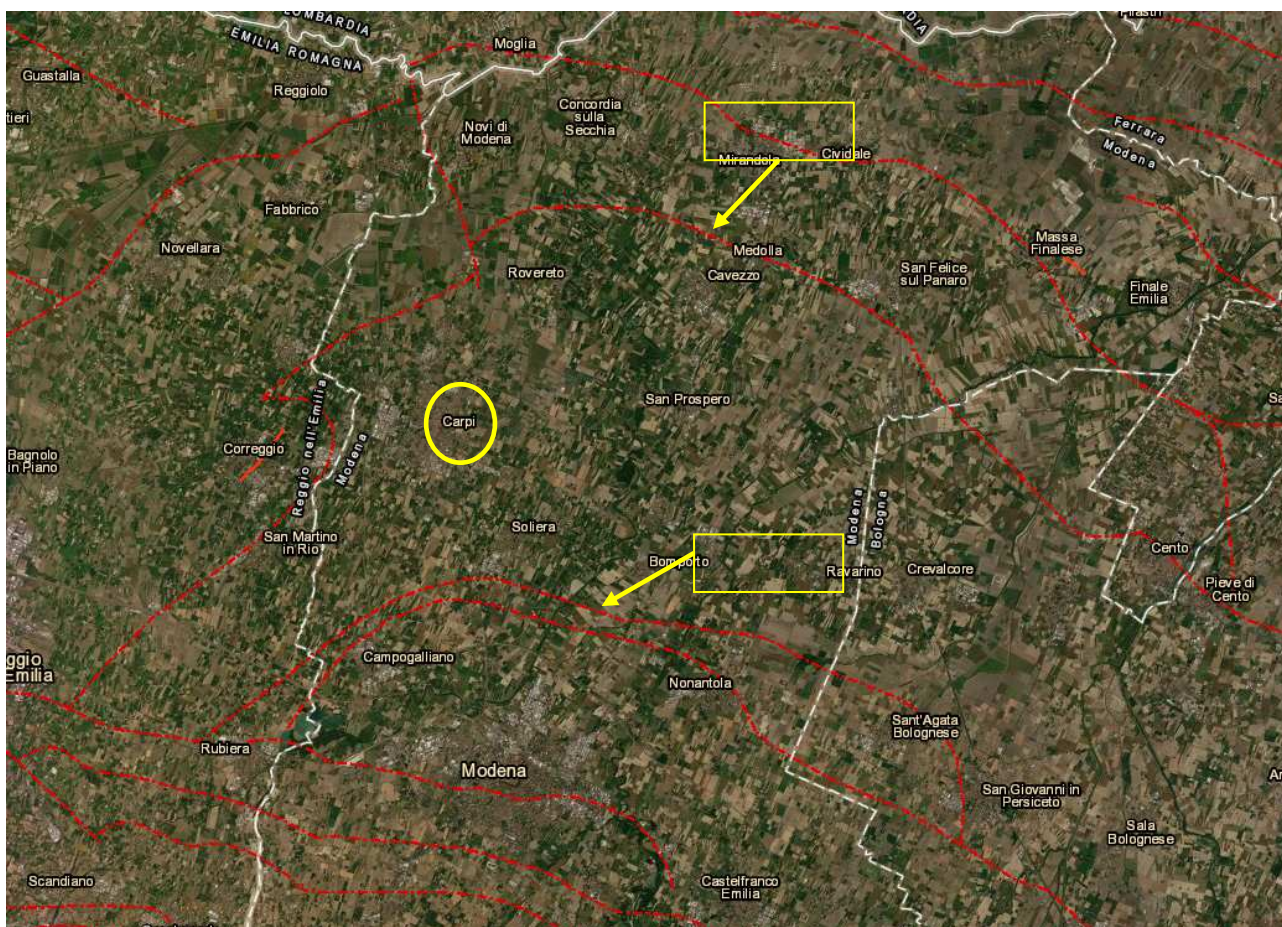 LOMBARDIA
EMILIA ROMAGNA
Moglia
Guastalla
Reggiolo
tieri
Concordia
sulla
Secchia
Novi di
Modena
Ferrara
Modena
Mirandola
Cividale
Fabbrico
Novellara
Rovereto
Medolla
Cavezzo
Massa
Finalese
San Felice
sul Panaro
Finale
Emilia
San Prospero
Carpi
Reggio nell'Emilia
Modena
Correggio
Bagnolo
in Piano
San Martino
in Rio
Soliera
Modena
Bologna
Bomporto
Ravarino
Crevalcore
Cento
Pieve di
Cento
ggio
Emilia
Campogalliano
Nonantola
Sant'Agata
Bolognese
Rubiera
Modena
San Giovanni in
Persiceto
Sala
Bolognese
Scandiano
Castelfranco
Emilia